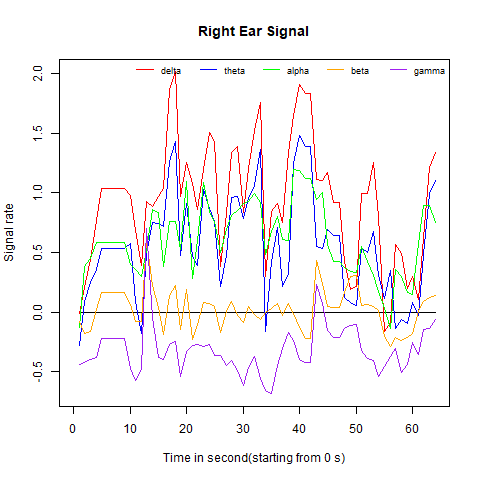 Right Ear Signal
delta theta alpha beta gamma
Signal rate
2.0
1.5
1.0
0.5
0.0
-0.5
0 10 20 30 40 50 60
Time in second(starting from 0 s)